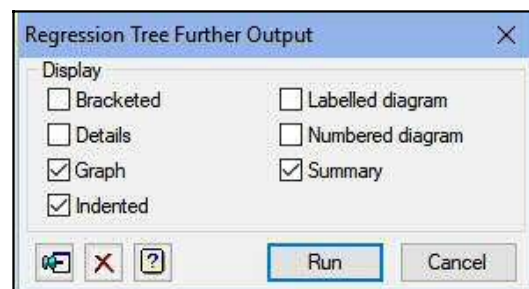 Regression Tree Further Output
Display
Bracketed
Labelled diagram
Details
Numbered diagram
Graph
Summary
Indented
?
Run
Cancel